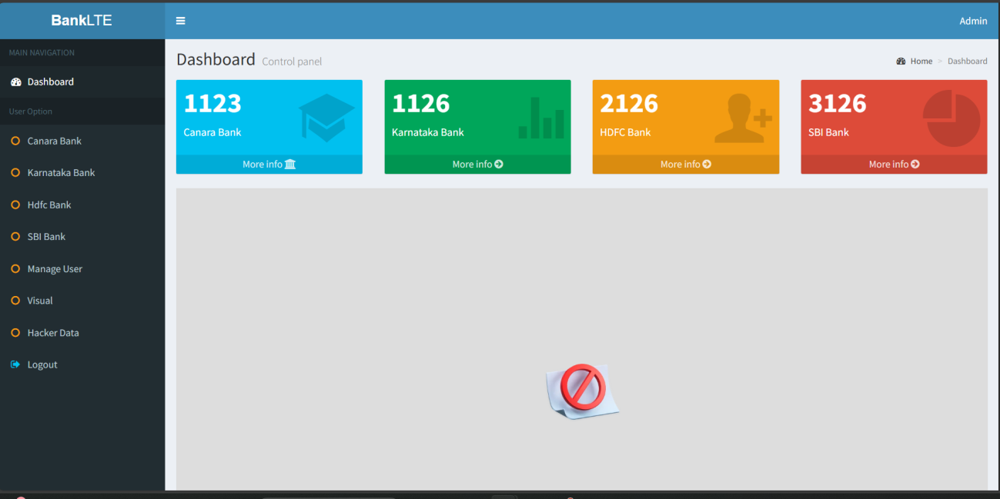 BankLTE
Admin
MAIN NAVIGATION
Dashboard
User Option
Canara Bank
Karnataka Bank
Hdfc Bank
SBI Bank
Manage User
Visual
Hacker Data
Logout
Dashboard Control panel
Home > Dashboard
1123
Canara Bank
More info
1126
Karnataka Bank
More info
2126
HDFC Bank
More info
3126
SBI Bank
More info